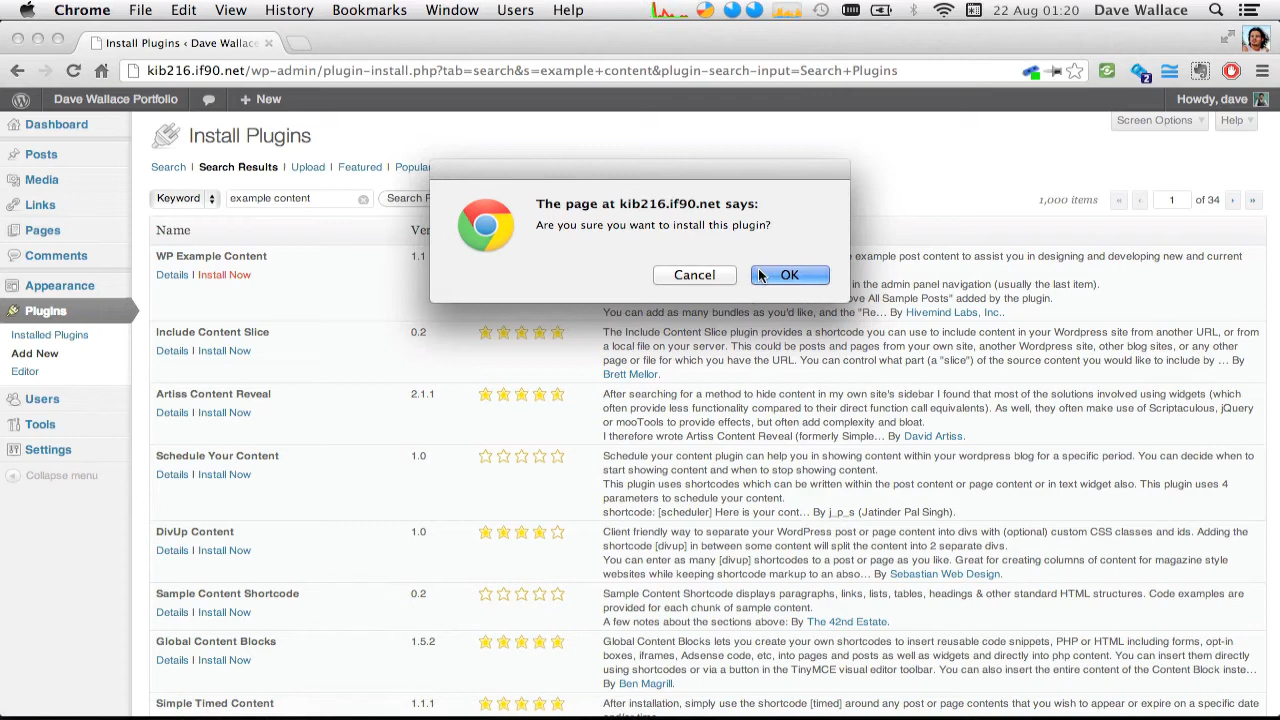 Chrome File Edit View History Bookmarks Window Users Help 22 Aug 01:20 Dave Wallace
Install Plugins ‹ Dave Wallace
kib216.if90.net/wp-admin/plugin-install.php?tab=search&s=example+content&plugin-search-input=Search+Plugins
Dave Wallace Portfolio + New Howdy, dave
Screen Options Help
Dashboard
Posts
Media
Links
Pages
Comments
Appearance
Plugins
Installed Plugins
Add New
Editor
Users
Tools
Settings
Collapse menu
Install Plugins
Search | Search Results | Upload | Featured | Popular
Keyword example content Search 1,000 items « ‹ 1 of 34 › »
The page at kib216.if90.net says:
Are you sure you want to install this plugin?
Cancel OK
Name
WP Example Content 1.1 example post content to assist you in designing and developing new and current
Details | Install Now
in the admin panel navigation (usually the last item).
All Sample Posts" added by the plugin.
You can add as many bundles as you'd like, and the "Re... By Hivemind Labs, Inc..
Include Content Slice 0.2 The Include Content Slice plugin provides a shortcode you can use to include content in your Wordpress site from another URL, or from
Details | Install Now a local file on your server. This could be posts and pages from your own site, another Wordpress site, other blog sites, or any other
page or file for which you have the URL. You can control what part (a "slice") of the source content you would like to include by ... By
Brett Mellor.
Artiss Content Reveal 2.1.1 After searching for a method to hide content in my own site's sidebar I found that most of the solutions involved using widgets (which
Details | Install Now often provide less functionality compared to their direct function call equivalents). As well, they often make use of Scriptaculous, jQuery
or mooTools to provide effects, but often add complexity and bloat.
I therefore wrote Artiss Content Reveal (formerly Simple... By David Artiss.
Schedule Your Content 1.0 Schedule your content plugin can help you in showing content within your wordpress blog for a specific period. You can decide when to
Details | Install Now start showing content and when to stop showing content.
This plugin uses shortcodes which can be written within the post content or page content or in text widget also. This plugin uses 4
parameters to schedule your content.
shortcode: [scheduler] Here is your cont... By j_p_s (Jatinder Pal Singh).
DivUp Content 1.0 Client friendly way to separate your WordPress post or page content into divs with (optional) custom CSS classes and ids. Adding the
Details | Install Now shortcode [divup] in between some content will split the content into 2 separate divs.
You can enter as many [divup] shortcodes to a post or page as you like. Great for creating columns of content for magazine style
websites while keeping shortcode markup to an abso... By Sebastian Web Design.
Sample Content Shortcode 0.2 Sample Content Shortcode displays paragraphs, links, lists, tables, headings & other standard HTML structures. Code examples are
Details | Install Now provided for each chunk of sample content.
A few notes about the sections above: By The 42nd Estate.
Global Content Blocks 1.5.2 Global Content Blocks lets you create your own shortcodes to insert reusable code snippets, PHP or HTML including forms, opt-in
Details | Install Now boxes, iframes, Adsense code, etc, into pages and posts as well as widgets and directly into php content. You can insert them directly
using shortcodes or via a button in the TinyMCE visual editor toolbar. You can also insert the entire content of the Content Block inste...
By Ben Magrill.
Simple Timed Content 1.1.1 After installation, simply use the shortcode [timed] around any post or page contents that you wish to appear or expire on a specific date